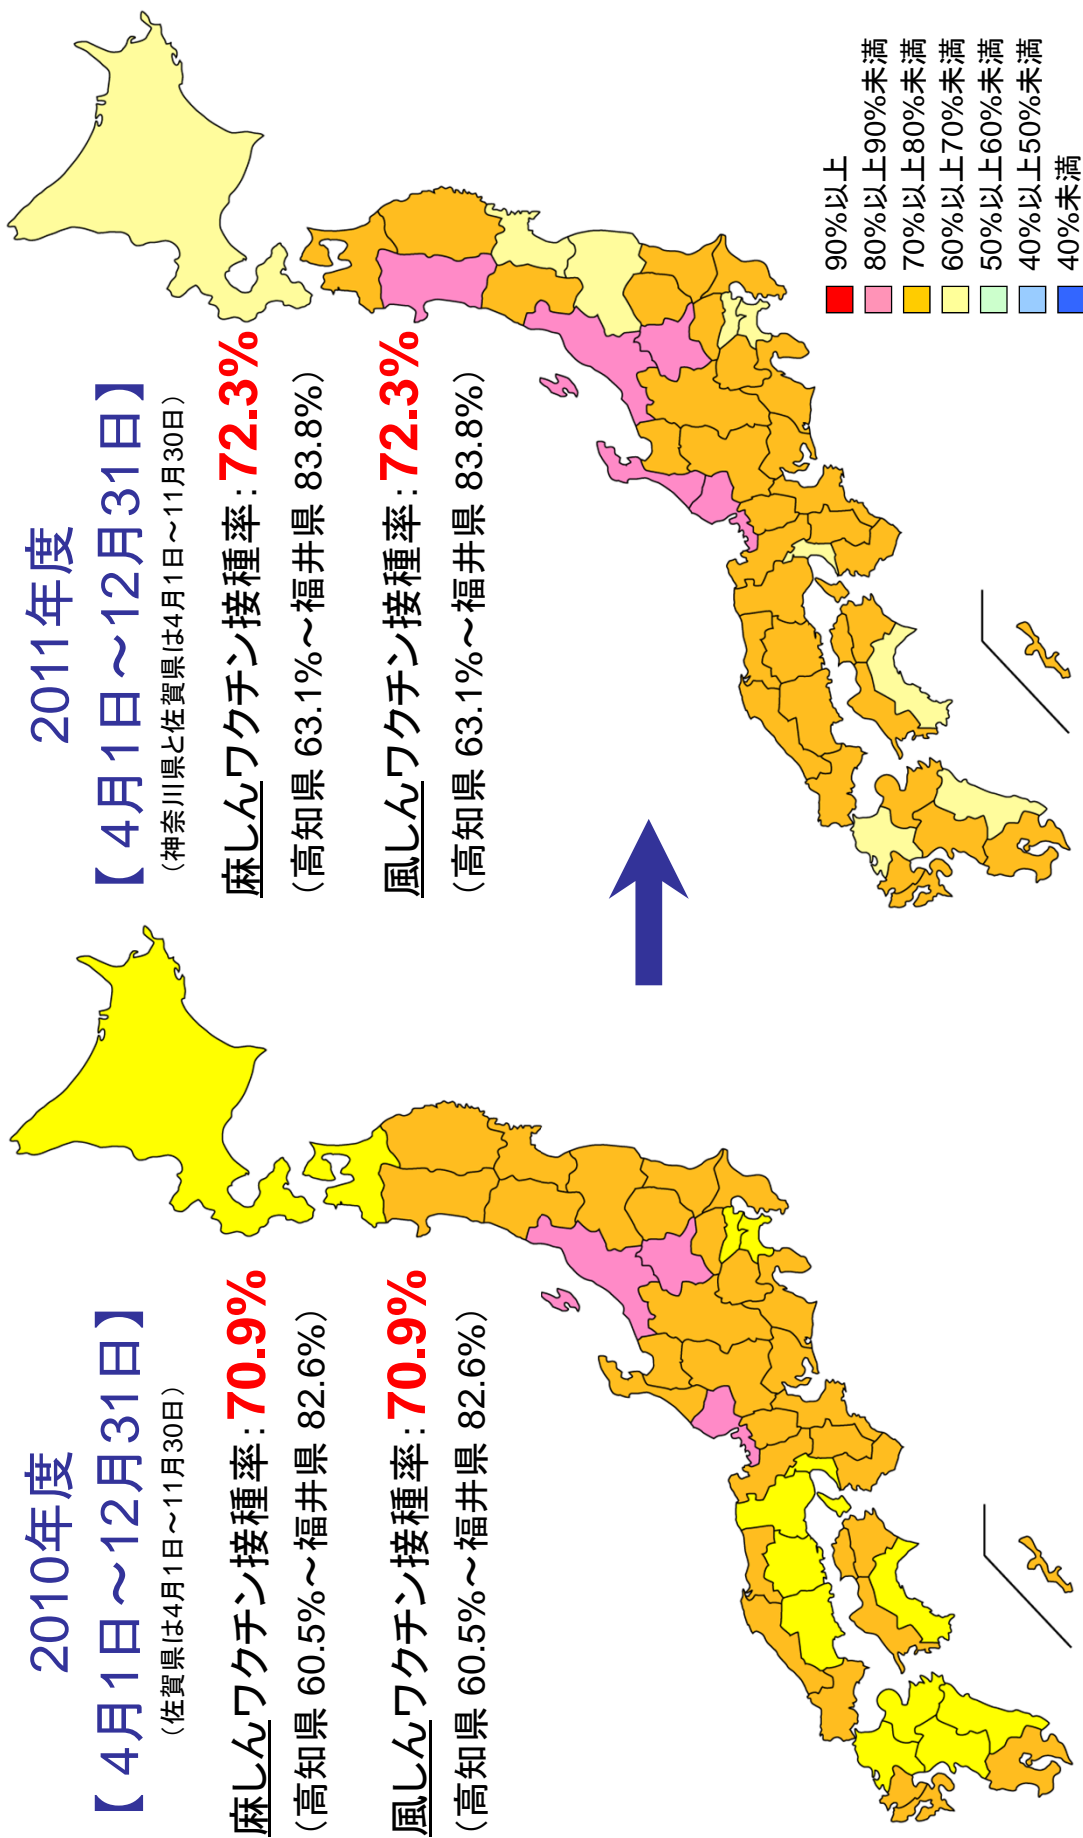 2010年度
【 4月1日～12月31日】
（佐賀県は4月1日～11月30日）
麻しんワクチン接種率：70.9%
（高知県 60.5%～福井県 82.6%）
風しんワクチン接種率：70.9%
（高知県 60.5%～福井県 82.6%）
2011年度
【 4月1日～12月31日】
（神奈川県と佐賀県は4月1日～11月30日）
麻しんワクチン接種率：72.3%
（高知県 63.1%～福井県 83.8%）
風しんワクチン接種率：72.3%
（高知県 63.1%～福井県 83.8%）
90%以上
80%以上90%未満
70%以上80%未満
60%以上70%未満
50%以上60%未満
40%以上50%未満
40%未満